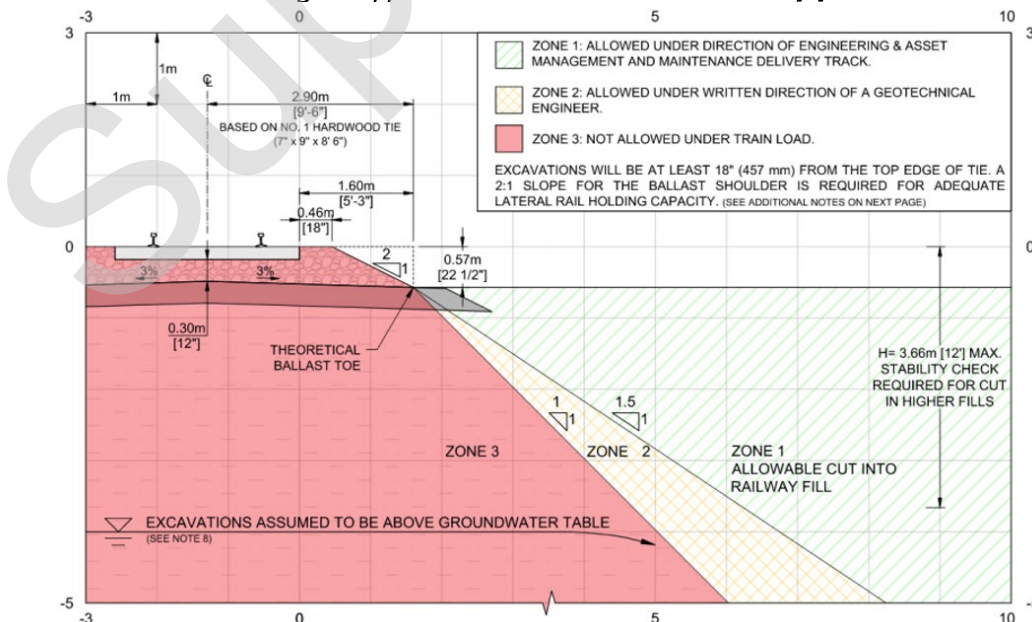 -3 0 5 10
3 3
1m
1m
℄
2.90m
[9'-6"]
BASED ON NO. 1 HARDWOOD TIE
(7" x 9" x 8' 6")
1.60m
[5'-3"]
0.46m
[18"]
ZONE 1: ALLOWED UNDER DIRECTION OF ENGINEERING & ASSET
MANAGEMENT AND MAINTENANCE DELIVERY TRACK.
ZONE 2: ALLOWED UNDER WRITTEN DIRECTION OF A GEOTECHNICAL
ENGINEER.
ZONE 3: NOT ALLOWED UNDER TRAIN LOAD.
EXCAVATIONS WILL BE AT LEAST 18" (457 mm) FROM THE TOP EDGE OF TIE. A
2:1 SLOPE FOR THE BALLAST SHOULDER IS REQUIRED FOR ADEQUATE
LATERAL RAIL HOLDING CAPACITY. (SEE ADDITIONAL NOTES ON NEXT PAGE)
0 0
2
1
0.57m
[22 1/2"]
3% 3%
0.30m
[12"]
THEORETICAL
BALLAST TOE
H= 3.66m [12'] MAX.
STABILITY CHECK
REQUIRED FOR CUT
IN HIGHER FILLS
1
1
1.5
1
ZONE 3
ZONE 2
ZONE 1
ALLOWABLE CUT INTO
RAILWAY FILL
EXCAVATIONS ASSUMED TO BE ABOVE GROUNDWATER TABLE
(SEE NOTE 8)
-5
-3 0 5 10